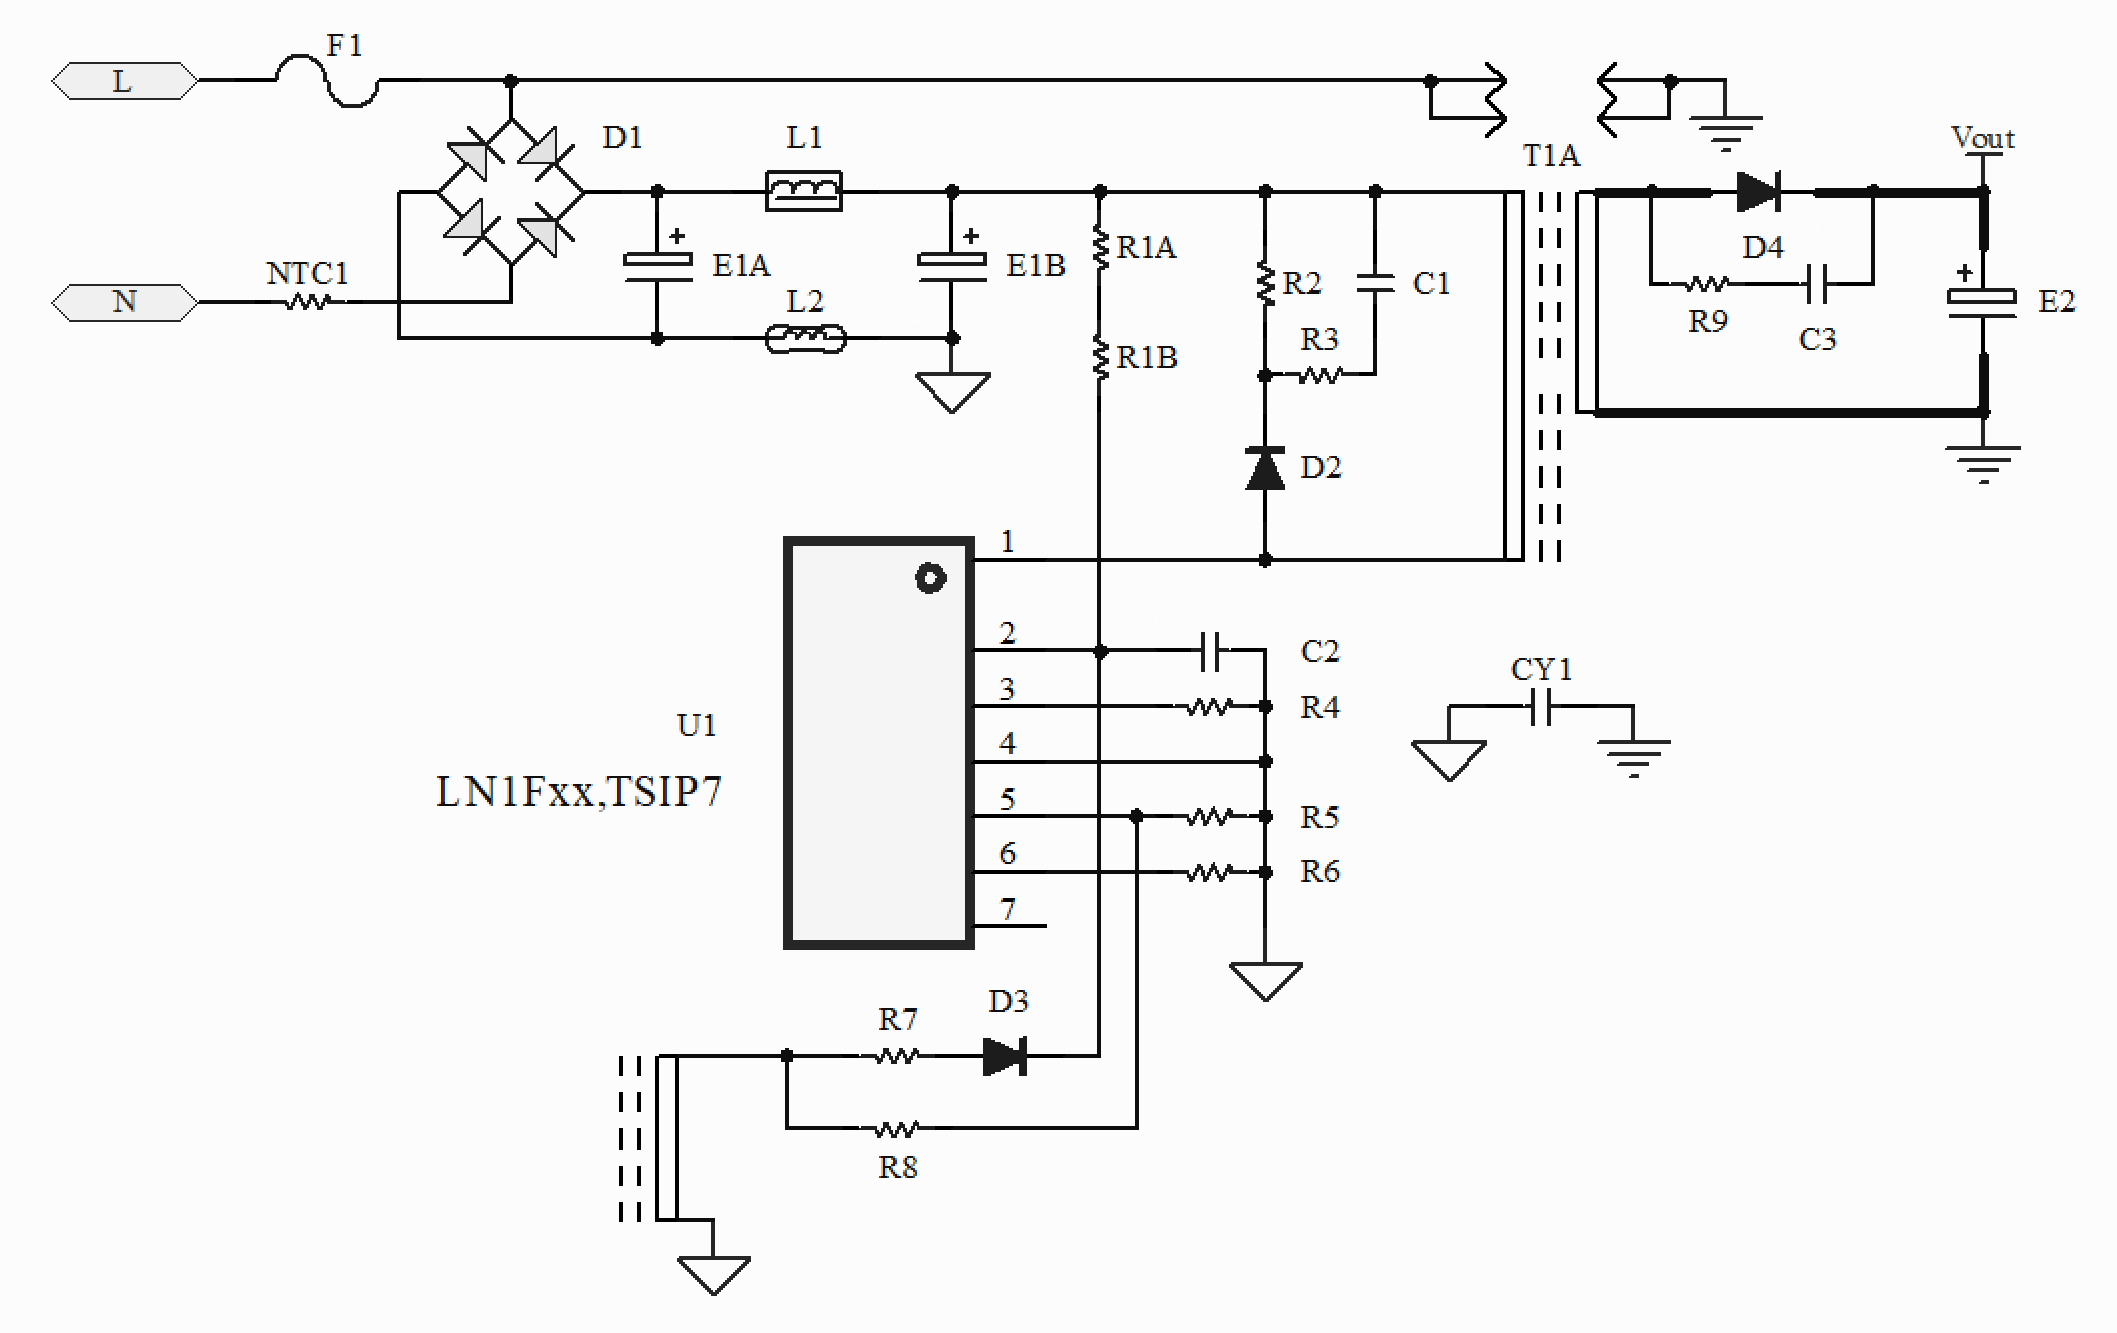 F1
L
D1
L1
T1A
Vout
NTC1
N
+
E1A
L2
+
E1B
R1A
R1B
R2
C1
R3
D2
D4
R9
C3
+
E2
1
2
3
4
5
6
7
U1
LN1Fxx,TSIP7
C2
R4
R5
R6
CY1
D3
R7
R8